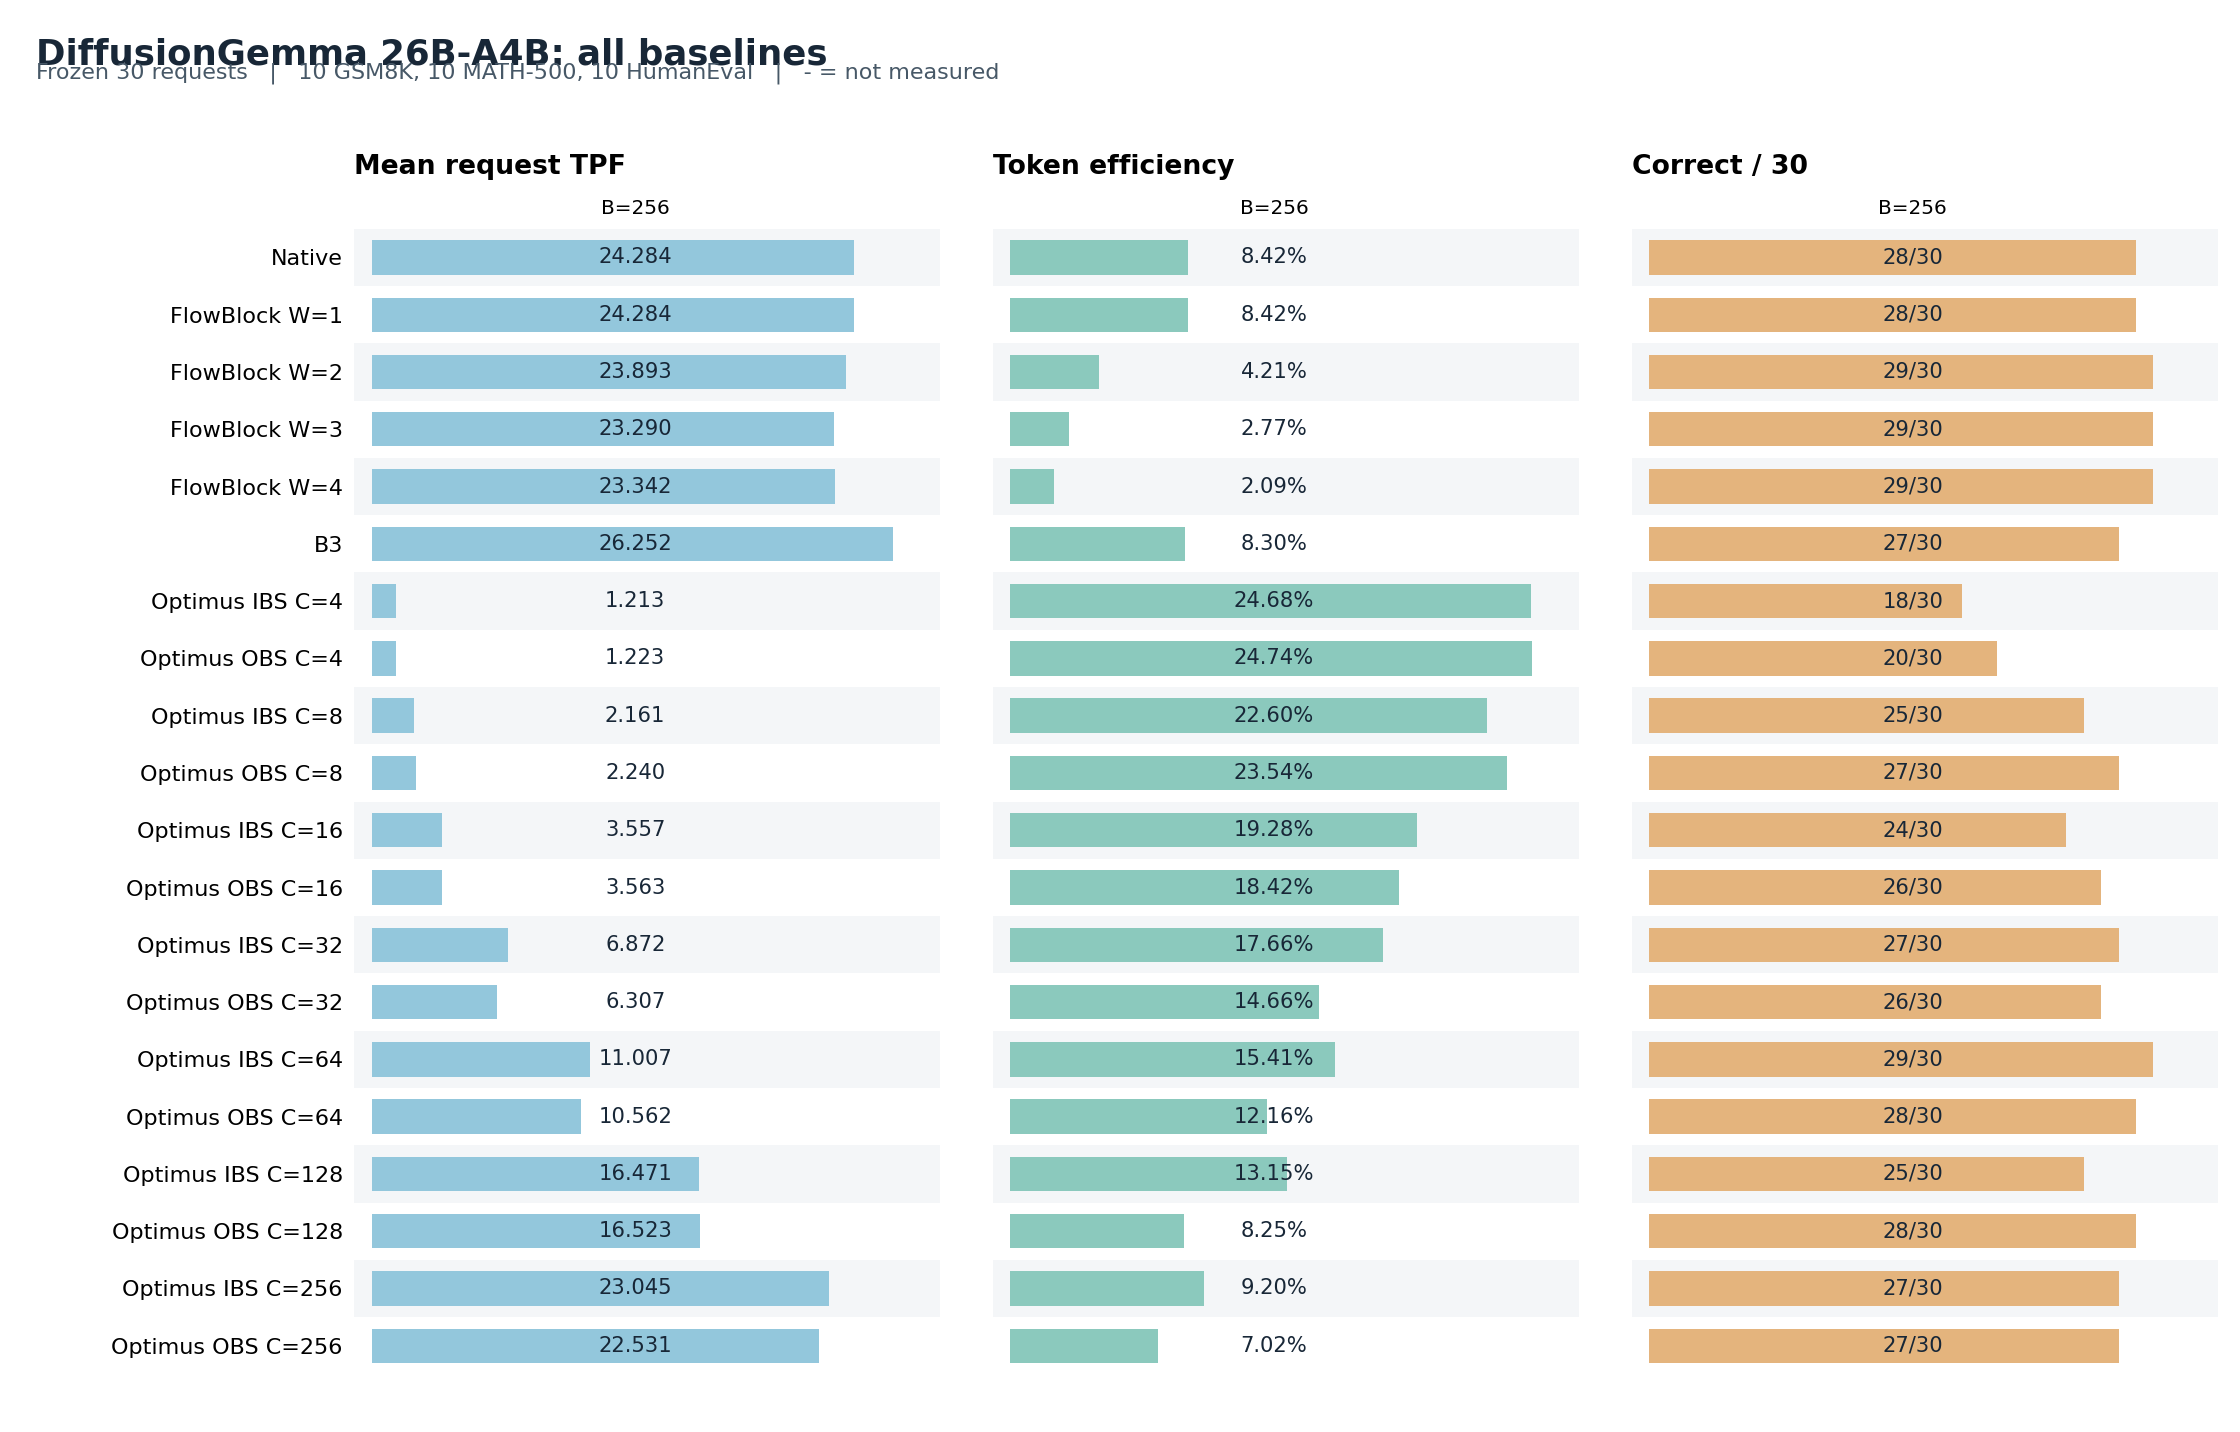 DiffusionGemma 26B-A4B: all baselines
Frozen 30 requests | 10 GSM8K, 10 MATH-500, 10 HumanEval | - = not measured
Mean request TPF Token efficiency Correct / 30
B=256 B=256 B=256
Native 24.284 8.42% 28/30
FlowBlock W=1 24.284 8.42% 28/30
FlowBlock W=2 23.893 4.21% 29/30
FlowBlock W=3 23.290 2.77% 29/30
FlowBlock W=4 23.342 2.09% 29/30
B3 26.252 8.30% 27/30
Optimus IBS C=4 1.213 24.68% 18/30
Optimus OBS C=4 1.223 24.74% 20/30
Optimus IBS C=8 2.161 22.60% 25/30
Optimus OBS C=8 2.240 23.54% 27/30
Optimus IBS C=16 3.557 19.28% 24/30
Optimus OBS C=16 3.563 18.42% 26/30
Optimus IBS C=32 6.872 17.66% 27/30
Optimus OBS C=32 6.307 14.66% 26/30
Optimus IBS C=64 11.007 15.41% 29/30
Optimus OBS C=64 10.562 12.16% 28/30
Optimus IBS C=128 16.471 13.15% 25/30
Optimus OBS C=128 16.523 8.25% 28/30
Optimus IBS C=256 23.045 9.20% 27/30
Optimus OBS C=256 22.531 7.02% 27/30